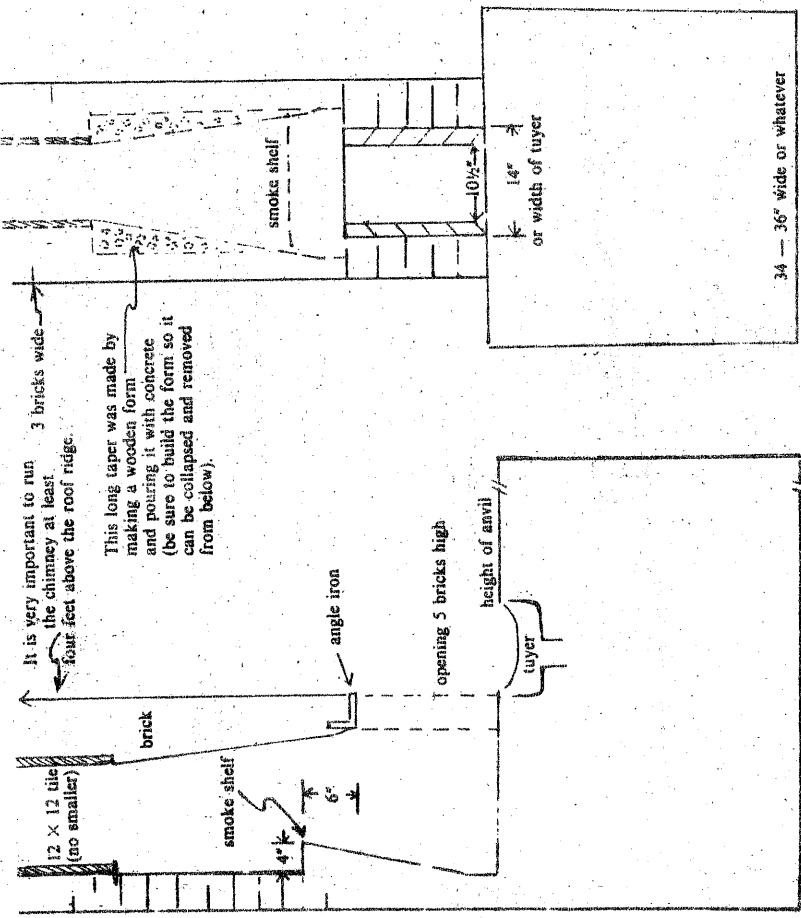 It is very important to run
the chimney at least
four feet above the roof ridge.
3 bricks wide
This long taper was made by
making a wooden form
and pouring it with concrete
(be sure to build the form so it
can be collapsed and removed
from below).
12 × 12 tile
(no smaller)
brick
smoke shelf
4"
6"
angle iron
opening 5 bricks high
height of anvil
tuyer
smoke shelf
10½"
14"
or width of tuyer
34 — 36" wide or whatever